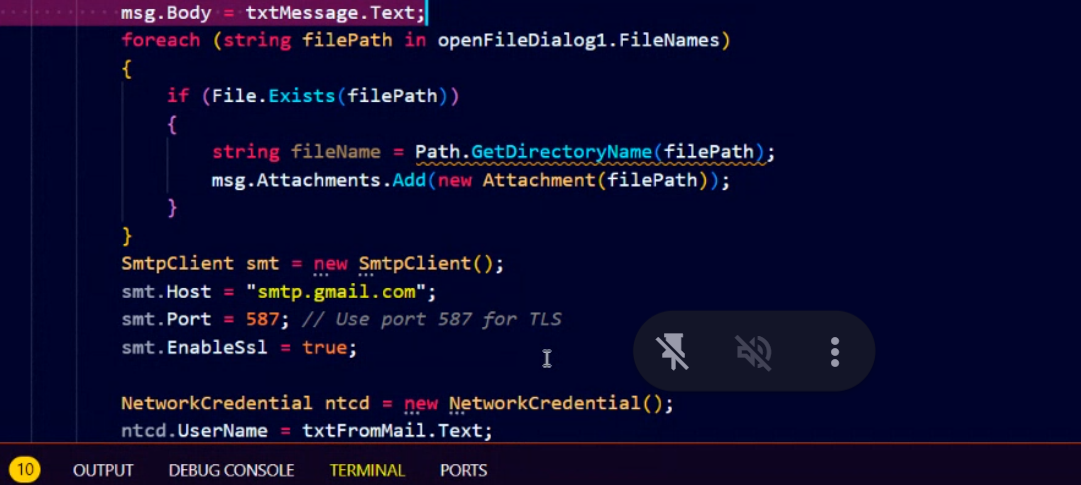 msg.Body = txtMessage.Text;
foreach (string filePath in openFileDialog1.FileNames)
{
if (File.Exists(filePath))
{
string fileName = Path.GetDirectoryName(filePath);
msg.Attachments.Add(new Attachment(filePath));
}
}
SmtpClient smt = new SmtpClient();
smt.Host = "smtp.gmail.com";
smt.Port = 587; // Use port 587 for TLS
smt.EnableSsl = true;
NetworkCredential ntcd = new NetworkCredential();
ntcd.UserName = txtFromMail.Text;
10 OUTPUT DEBUG CONSOLE TERMINAL PORTS